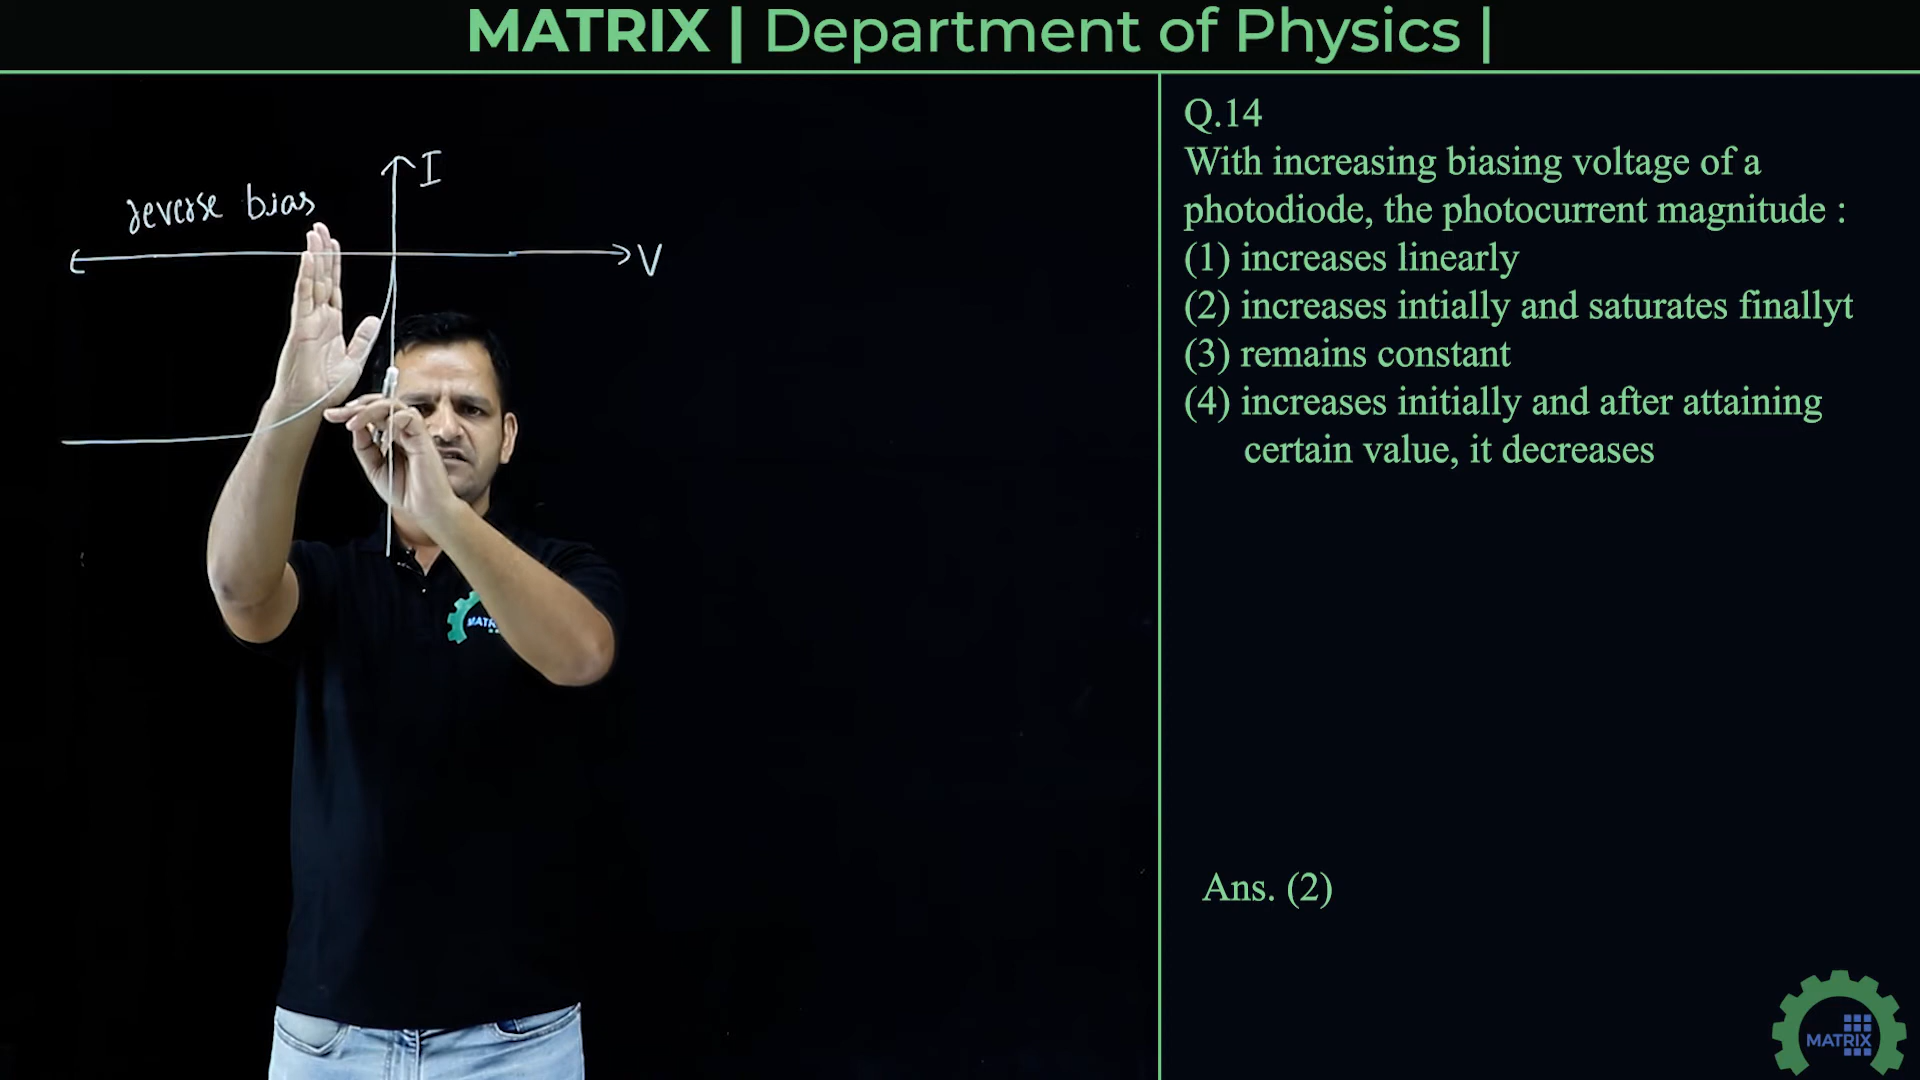 MATRIX | Department of Physics |
I
reverse bias
V
Q.14
With increasing biasing voltage of a
photodiode, the photocurrent magnitude :
(1) increases linearly
(2) increases intially and saturates finallyt
(3) remains constant
(4) increases initially and after attaining
certain value, it decreases
Ans. (2)
MATR
MATRIX